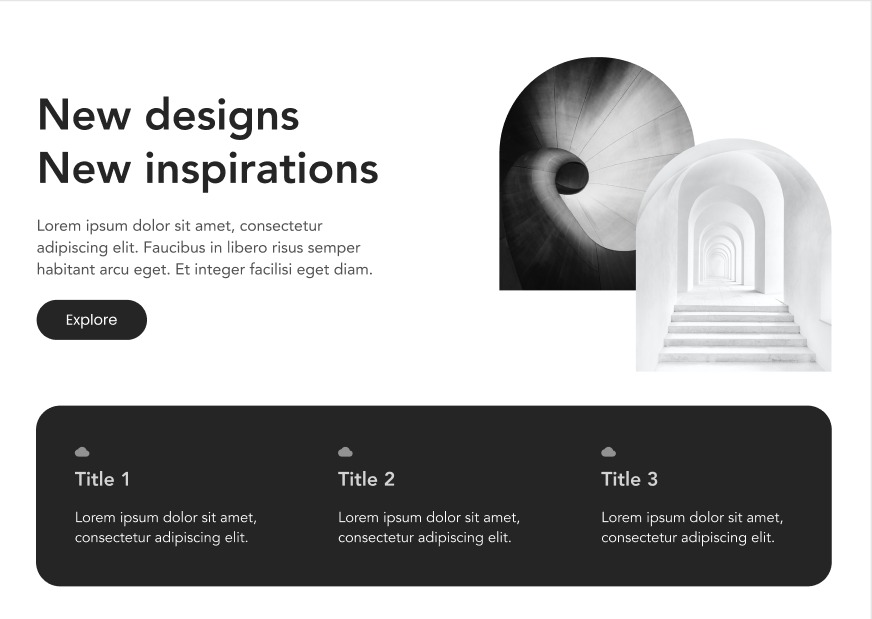 New designs
New inspirations
Lorem ipsum dolor sit amet, consectetur
adipiscing elit. Faucibus in libero risus semper
habitant arcu eget. Et integer facilisi eget diam.
Explore
Title 1
Lorem ipsum dolor sit amet,
consectetur adipiscing elit.
Title 2
Lorem ipsum dolor sit amet,
consectetur adipiscing elit.
Title 3
Lorem ipsum dolor sit amet,
consectetur adipiscing elit.